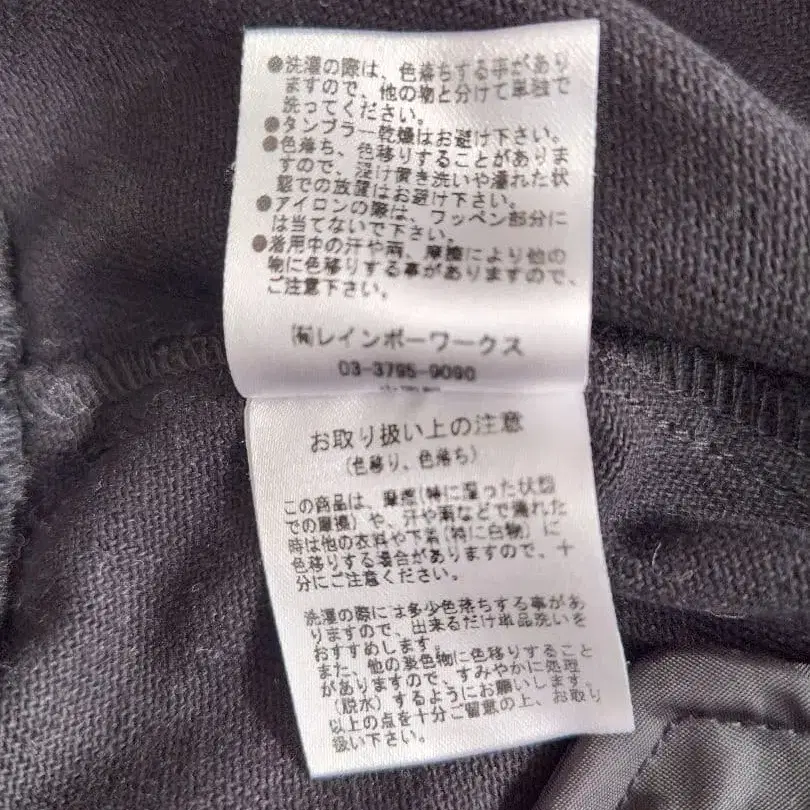 ●洗濯の際は、色落ちする事があり
ますので、他の物と分けて単独で
洗ってください。
●タンブラー乾燥はお避け下さい。
●色落ち、色移りすることがありま
すので、浸け置き洗いや濡れた状
態での放置はお避け下さい。
●アイロンの際は、ワッペン部分に
は当てないで下さい。
●着用中の汗や雨、摩擦により他の
物に色移りする事がありますので、
ご注意下さい。
㈲レインボーワークス
03-3795-9090
お取り扱い上の注意
(色移り、色落ち)
この商品は、摩擦(特に湿った状態
での摩擦)や、汗や雨などで濡れた
時は他の衣料や下着(特に白物)に
色移りする場合がありますので、十
分にご注意ください。
洗濯の際には多少色落ちする事があ
りますので、出来るだけ単品洗いを
おすすめします。
また、他の淡色物に色移りすること
がありますので、すみやかに処理
(脱水)するようにお願いします。
以上の点を十分ご留意の上、お取り
扱い下さい。